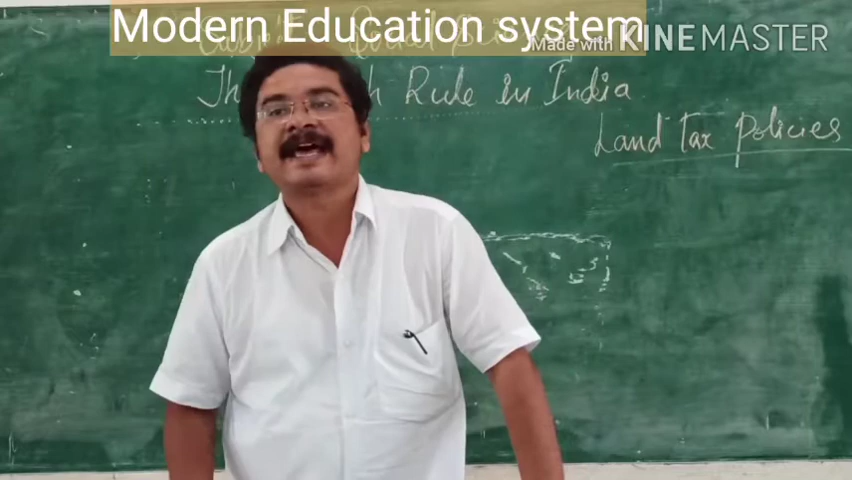 Modern Education system
Made with KINEMASTER
Rule in India
Land Tax Policies